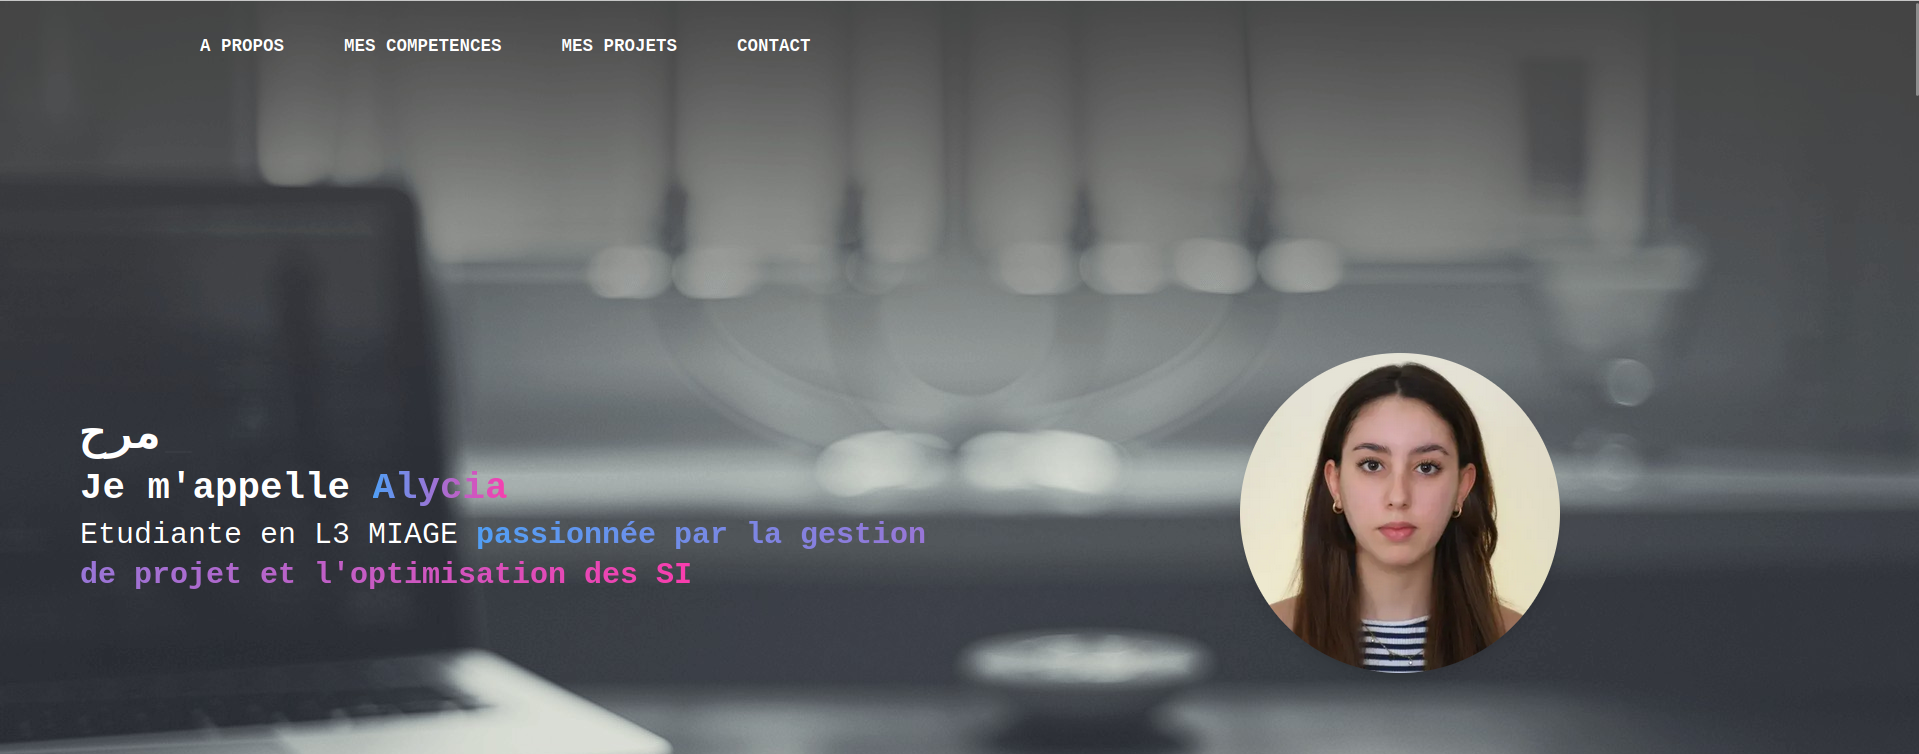 A PROPOS
MES COMPETENCES
MES PROJETS
CONTACT
مرح
Je m'appelle Alycia
Etudiante en L3 MIAGE passionnée par la gestion
de projet et l'optimisation des SI